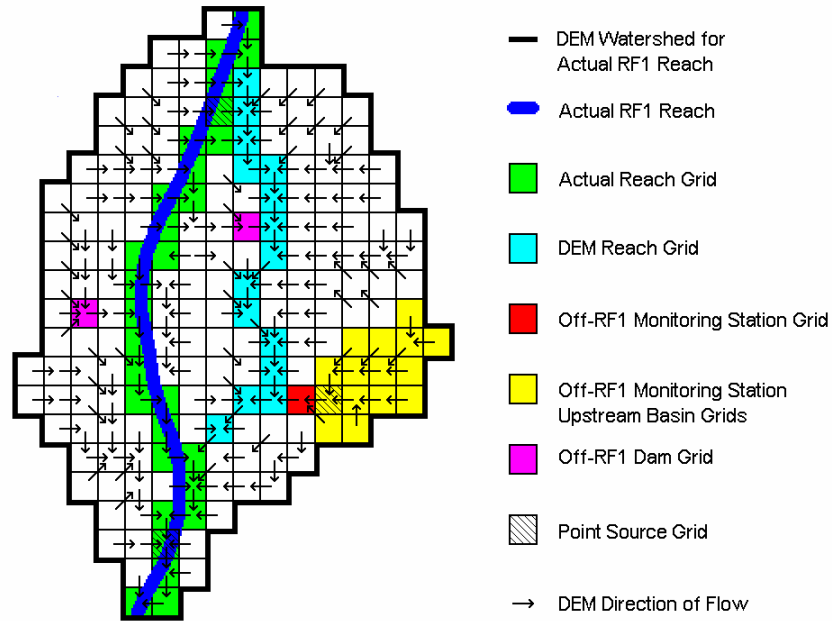 DEM Watershed for
Actual RF1 Reach
Actual RF1 Reach
Actual Reach Grid
DEM Reach Grid
Off-RF1 Monitoring Station Grid
Off-RF1 Monitoring Station
Upstream Basin Grids
Off-RF1 Dam Grid
Point Source Grid
DEM Direction of Flow